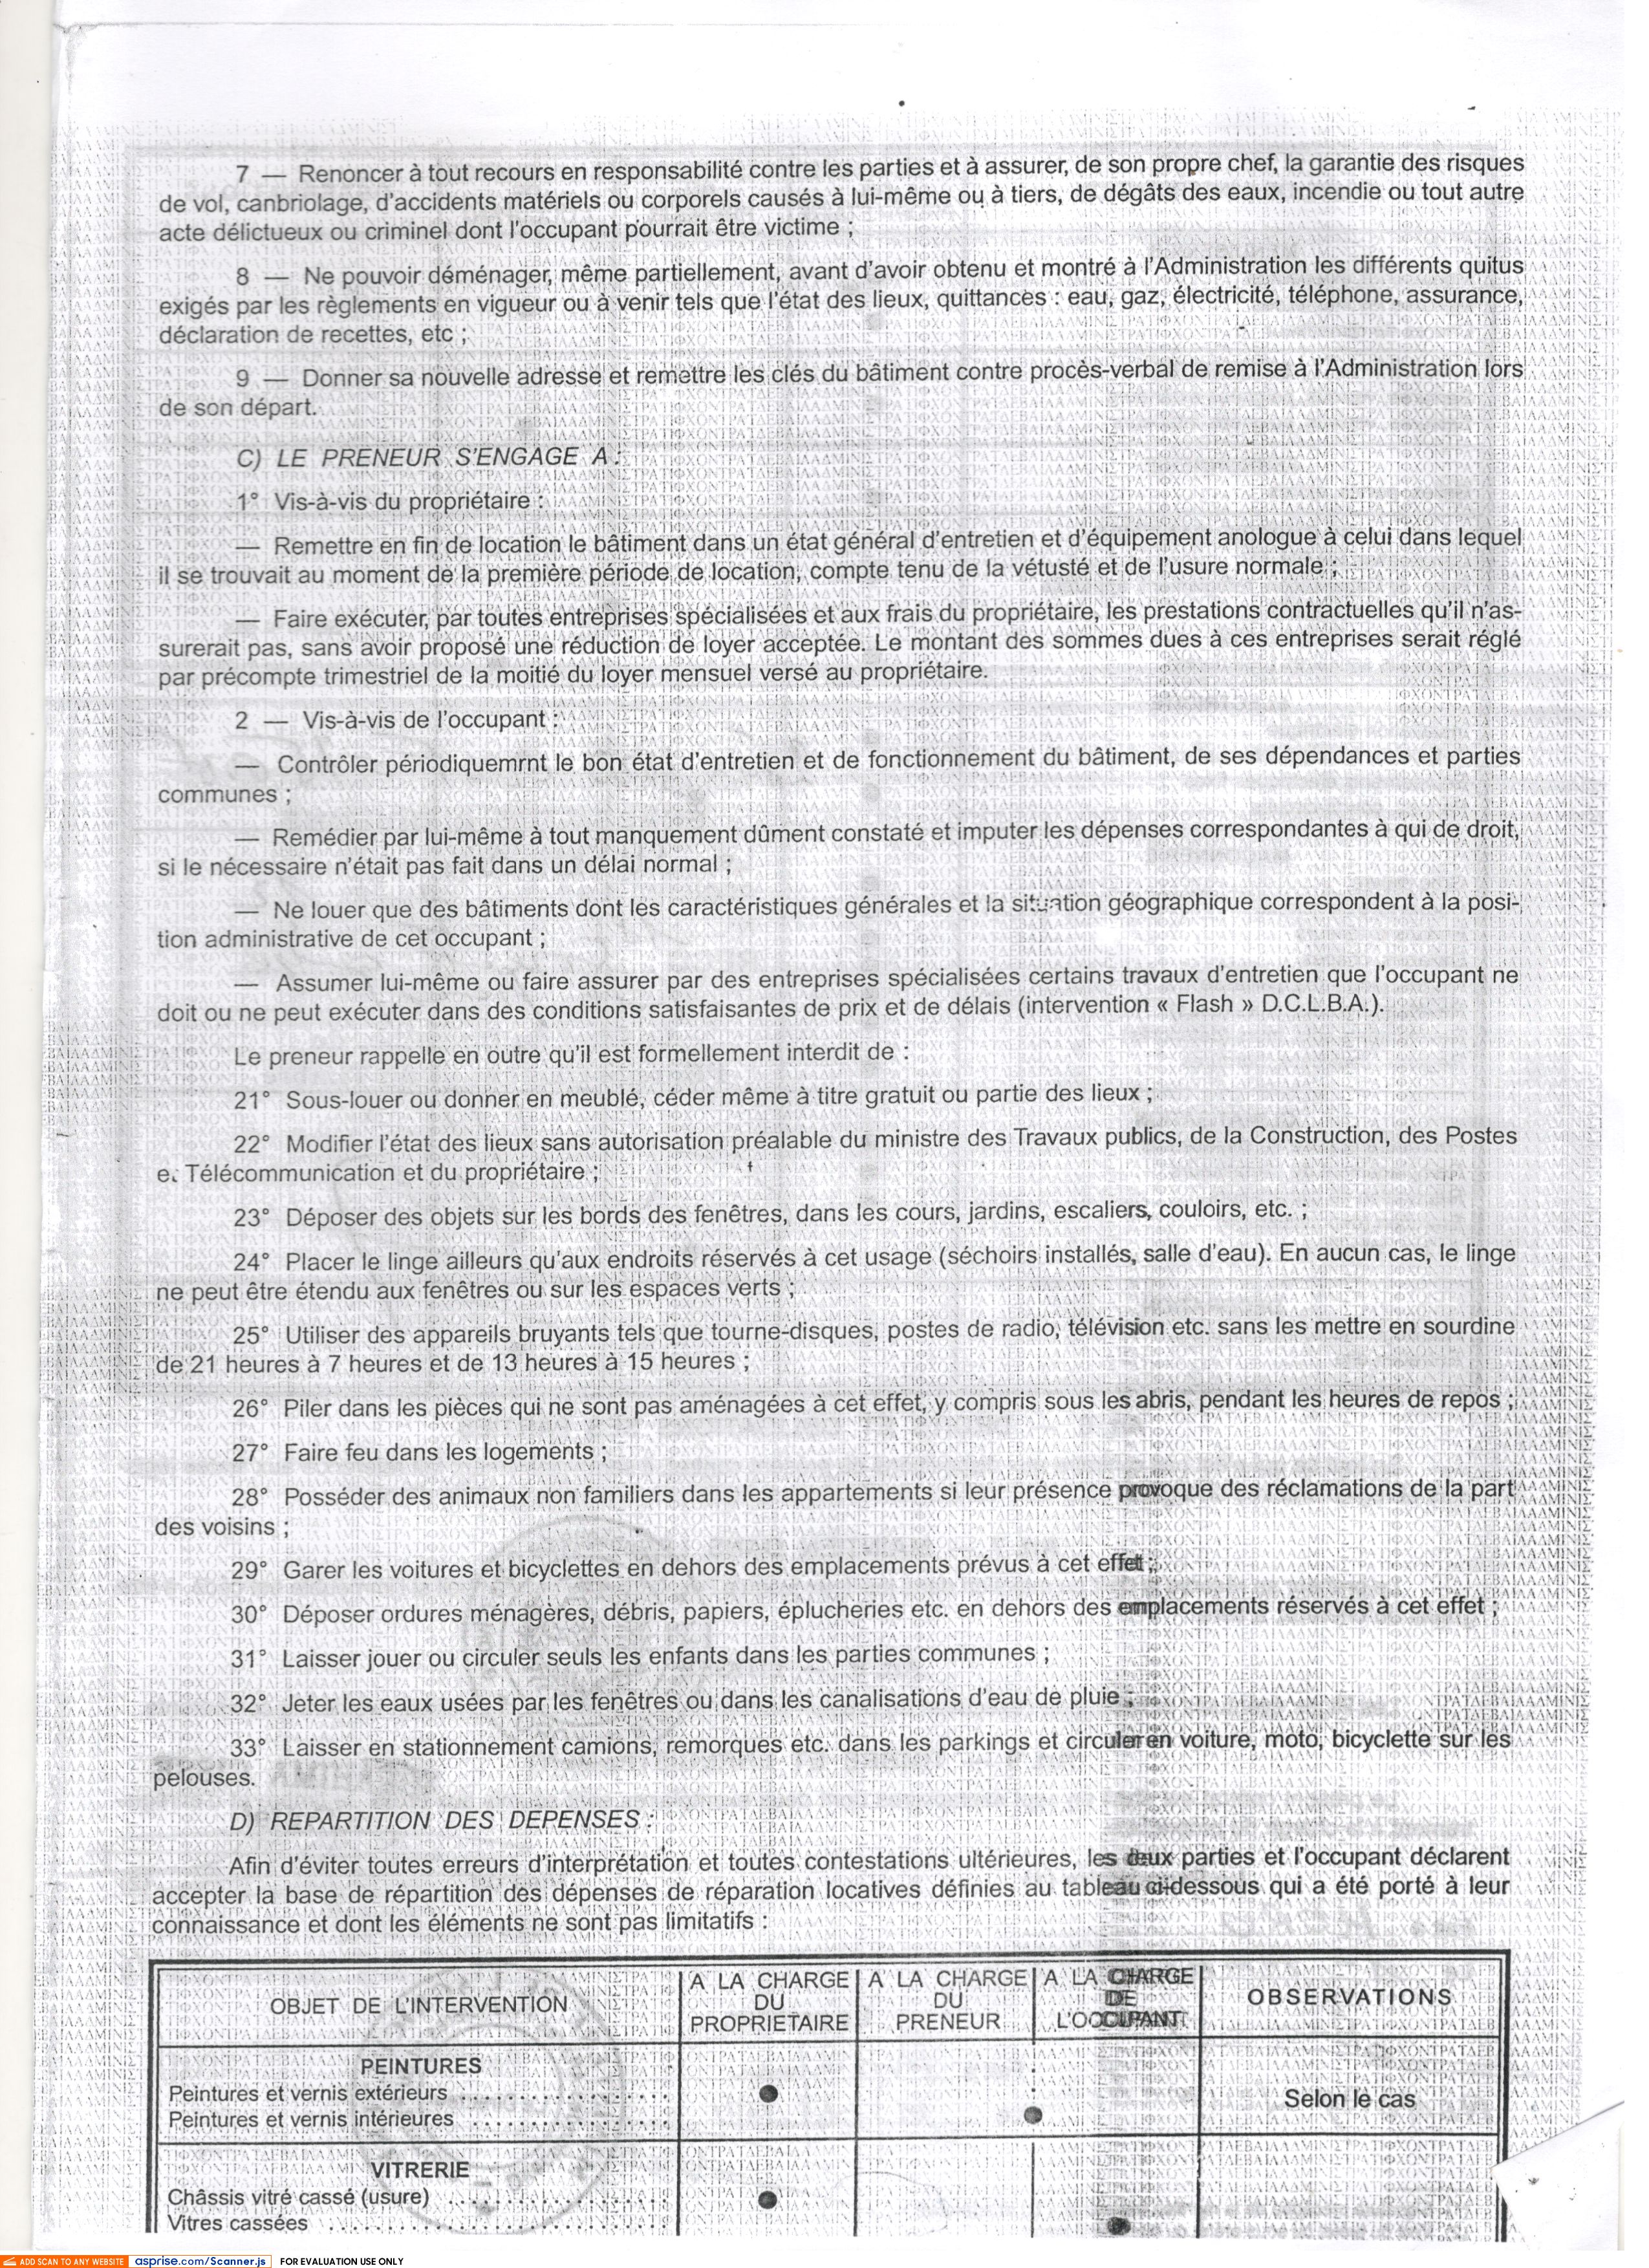 7 — Renoncer à tout recours en responsabilité contre les parties et à assurer, de son propre chef, la garantie des risques
de vol, canbriolage, d'accidents matériels ou corporels causés à lui-même ou à tiers, de dégâts des eaux, incendie ou tout autre
acte délictueux ou criminel dont l'occupant pourrait être victime ;
8 — Ne pouvoir déménager, même partiellement, avant d'avoir obtenu et montré à l'Administration les différents quitus
exigés par les règlements en vigueur ou à venir tels que l'état des lieux, quittances : eau, gaz, électricité, téléphone, assurance,
déclaration de recettes, etc ;
9 — Donner sa nouvelle adresse et remettre les clés du bâtiment contre procès-verbal de remise à l'Administration lors
de son départ.
C) LE PRENEUR S'ENGAGE A :
1° Vis-à-vis du propriétaire :
— Remettre en fin de location le bâtiment dans un état général d'entretien et d'équipement anologue à celui dans lequel
il se trouvait au moment de la première période de location, compte tenu de la vétusté et de l'usure normale ;
— Faire exécuter, par toutes entreprises spécialisées et aux frais du propriétaire, les prestations contractuelles qu'il n'as-
surerait pas, sans avoir proposé une réduction de loyer acceptée. Le montant des sommes dues à ces entreprises serait réglé
par précompte trimestriel de la moitié du loyer mensuel versé au propriétaire.
2 — Vis-à-vis de l'occupant :
— Contrôler périodiquemrnt le bon état d'entretien et de fonctionnement du bâtiment, de ses dépendances et parties
communes ;
— Remédier par lui-même à tout manquement dûment constaté et imputer les dépenses correspondantes à qui de droit,
si le nécessaire n'était pas fait dans un délai normal ;
— Ne louer que des bâtiments dont les caractéristiques générales et la situation géographique correspondent à la posi-
tion administrative de cet occupant ;
— Assumer lui-même ou faire assurer par des entreprises spécialisées certains travaux d'entretien que l'occupant ne
doit ou ne peut exécuter dans des conditions satisfaisantes de prix et de délais (intervention « Flash » D.C.L.B.A.).
Le preneur rappelle en outre qu'il est formellement interdit de :
21° Sous-louer ou donner en meublé, céder même à titre gratuit ou partie des lieux ;
22° Modifier l'état des lieux sans autorisation préalable du ministre des Travaux publics, de la Construction, des Postes
e. Télécommunication et du propriétaire ;
23° Déposer des objets sur les bords des fenêtres, dans les cours, jardins, escaliers, couloirs, etc. ;
24° Placer le linge ailleurs qu'aux endroits réservés à cet usage (séchoirs installés, salle d'eau). En aucun cas, le linge
ne peut être étendu aux fenêtres ou sur les espaces verts ;
25° Utiliser des appareils bruyants tels que tourne-disques, postes de radio, télévision etc. sans les mettre en sourdine
de 21 heures à 7 heures et de 13 heures à 15 heures ;
26° Piler dans les pièces qui ne sont pas aménagées à cet effet, y compris sous les abris, pendant les heures de repos ;
27° Faire feu dans les logements ;
28° Posséder des animaux non familiers dans les appartements si leur présence provoque des réclamations de la part
des voisins ;
29° Garer les voitures et bicyclettes en dehors des emplacements prévus à cet effet ;
30° Déposer ordures ménagères, débris, papiers, éplucheries etc. en dehors des emplacements réservés à cet effet ;
31° Laisser jouer ou circuler seuls les enfants dans les parties communes ;
32° Jeter les eaux usées par les fenêtres ou dans les canalisations d'eau de pluie ;
33° Laisser en stationnement camions, remorques etc. dans les parkings et circuler en voiture, moto, bicyclette sur les
pelouses.
D) REPARTITION DES DEPENSES :
Afin d'éviter toutes erreurs d'interprétation et toutes contestations ultérieures, les deux parties et l'occupant déclarent
accepter la base de répartition des dépenses de réparation locatives définies au tableau ci-dessous qui a été porté à leur
connaissance et dont les éléments ne sont pas limitatifs :
OBJET DE L'INTERVENTION
A LA CHARGE
DU
PROPRIETAIRE
A LA CHARGE
DU
PRENEUR
A LA CHARGE
DE
L'OCCUPANT
OBSERVATIONS
PEINTURES
Peintures et vernis extérieurs ....................
Peintures et vernis intérieures ....................
Selon le cas
VITRERIE
Châssis vitré cassé (usure) ....................
Vitres cassées ....................
ADD SCAN TO ANY WEBSITE asprise.com/Scanner.js FOR EVALUATION USE ONLY